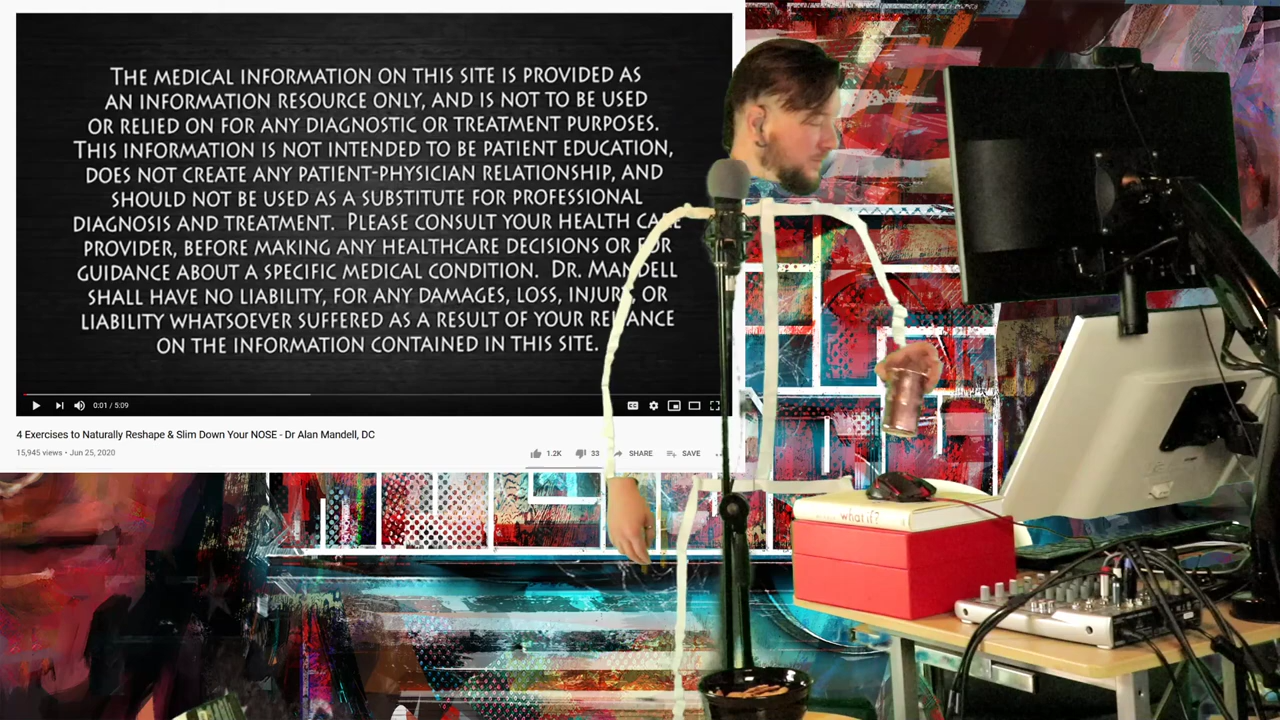 THE MEDICAL INFORMATION ON THIS SITE IS PROVIDED AS
AN INFORMATION RESOURCE ONLY, AND IS NOT TO BE USED
OR RELIED ON FOR ANY DIAGNOSTIC OR TREATMENT PURPOSES.
THIS INFORMATION IS NOT INTENDED TO BE PATIENT EDUCATION,
DOES NOT CREATE ANY PATIENT-PHYSICIAN RELATIONSHIP, AND
SHOULD NOT BE USED AS A SUBSTITUTE FOR PROFESSIONAL
DIAGNOSIS AND TREATMENT. PLEASE CONSULT YOUR HEALTH CARE
PROVIDER, BEFORE MAKING ANY HEALTHCARE DECISIONS OR FOR
GUIDANCE ABOUT A SPECIFIC MEDICAL CONDITION. DR. MANDELL
SHALL HAVE NO LIABILITY, FOR ANY DAMAGES, LOSS, INJURY, OR
LIABILITY WHATSOEVER SUFFERED AS A RESULT OF YOUR RELIANCE
ON THE INFORMATION CONTAINED IN THIS SITE.
0:01 / 5:09
CC
4 Exercises to Naturally Reshape & Slim Down Your NOSE - Dr Alan Mandell, DC
15,945 views • Jun 25, 2020
1.2K 33 SHARE SAVE
what if?